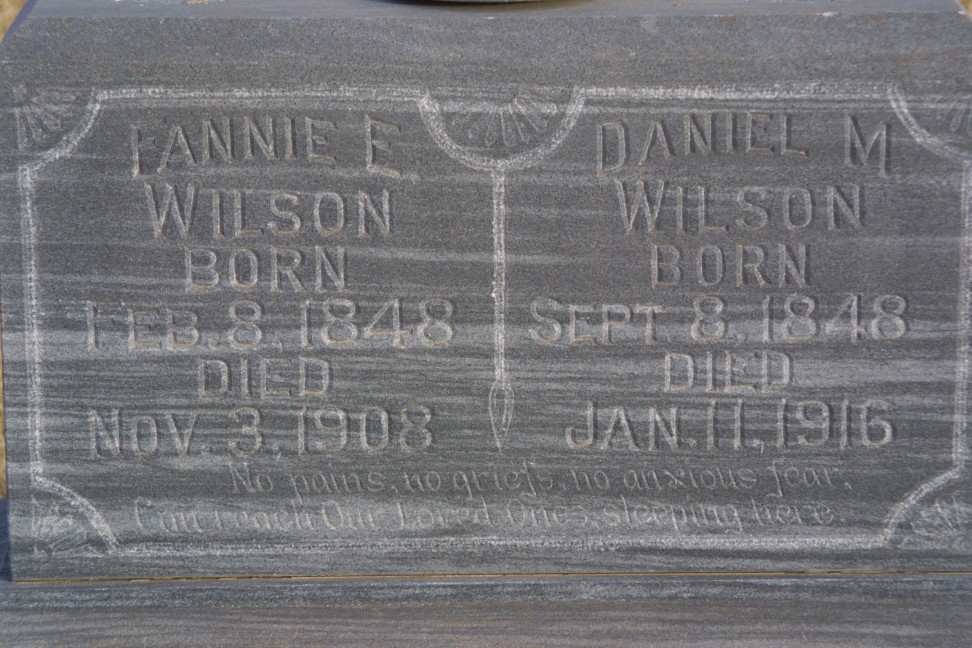 FANNIE E
WILSON
BORN
FEB. 8, 1848
DIED
NOV. 3, 1908
DANIEL M
WILSON
BORN
SEPT. 8, 1848
DIED
JAN. 11, 1916
No pains, no griefs, no anxious fear,
Can reach Our Loved Ones, sleeping here